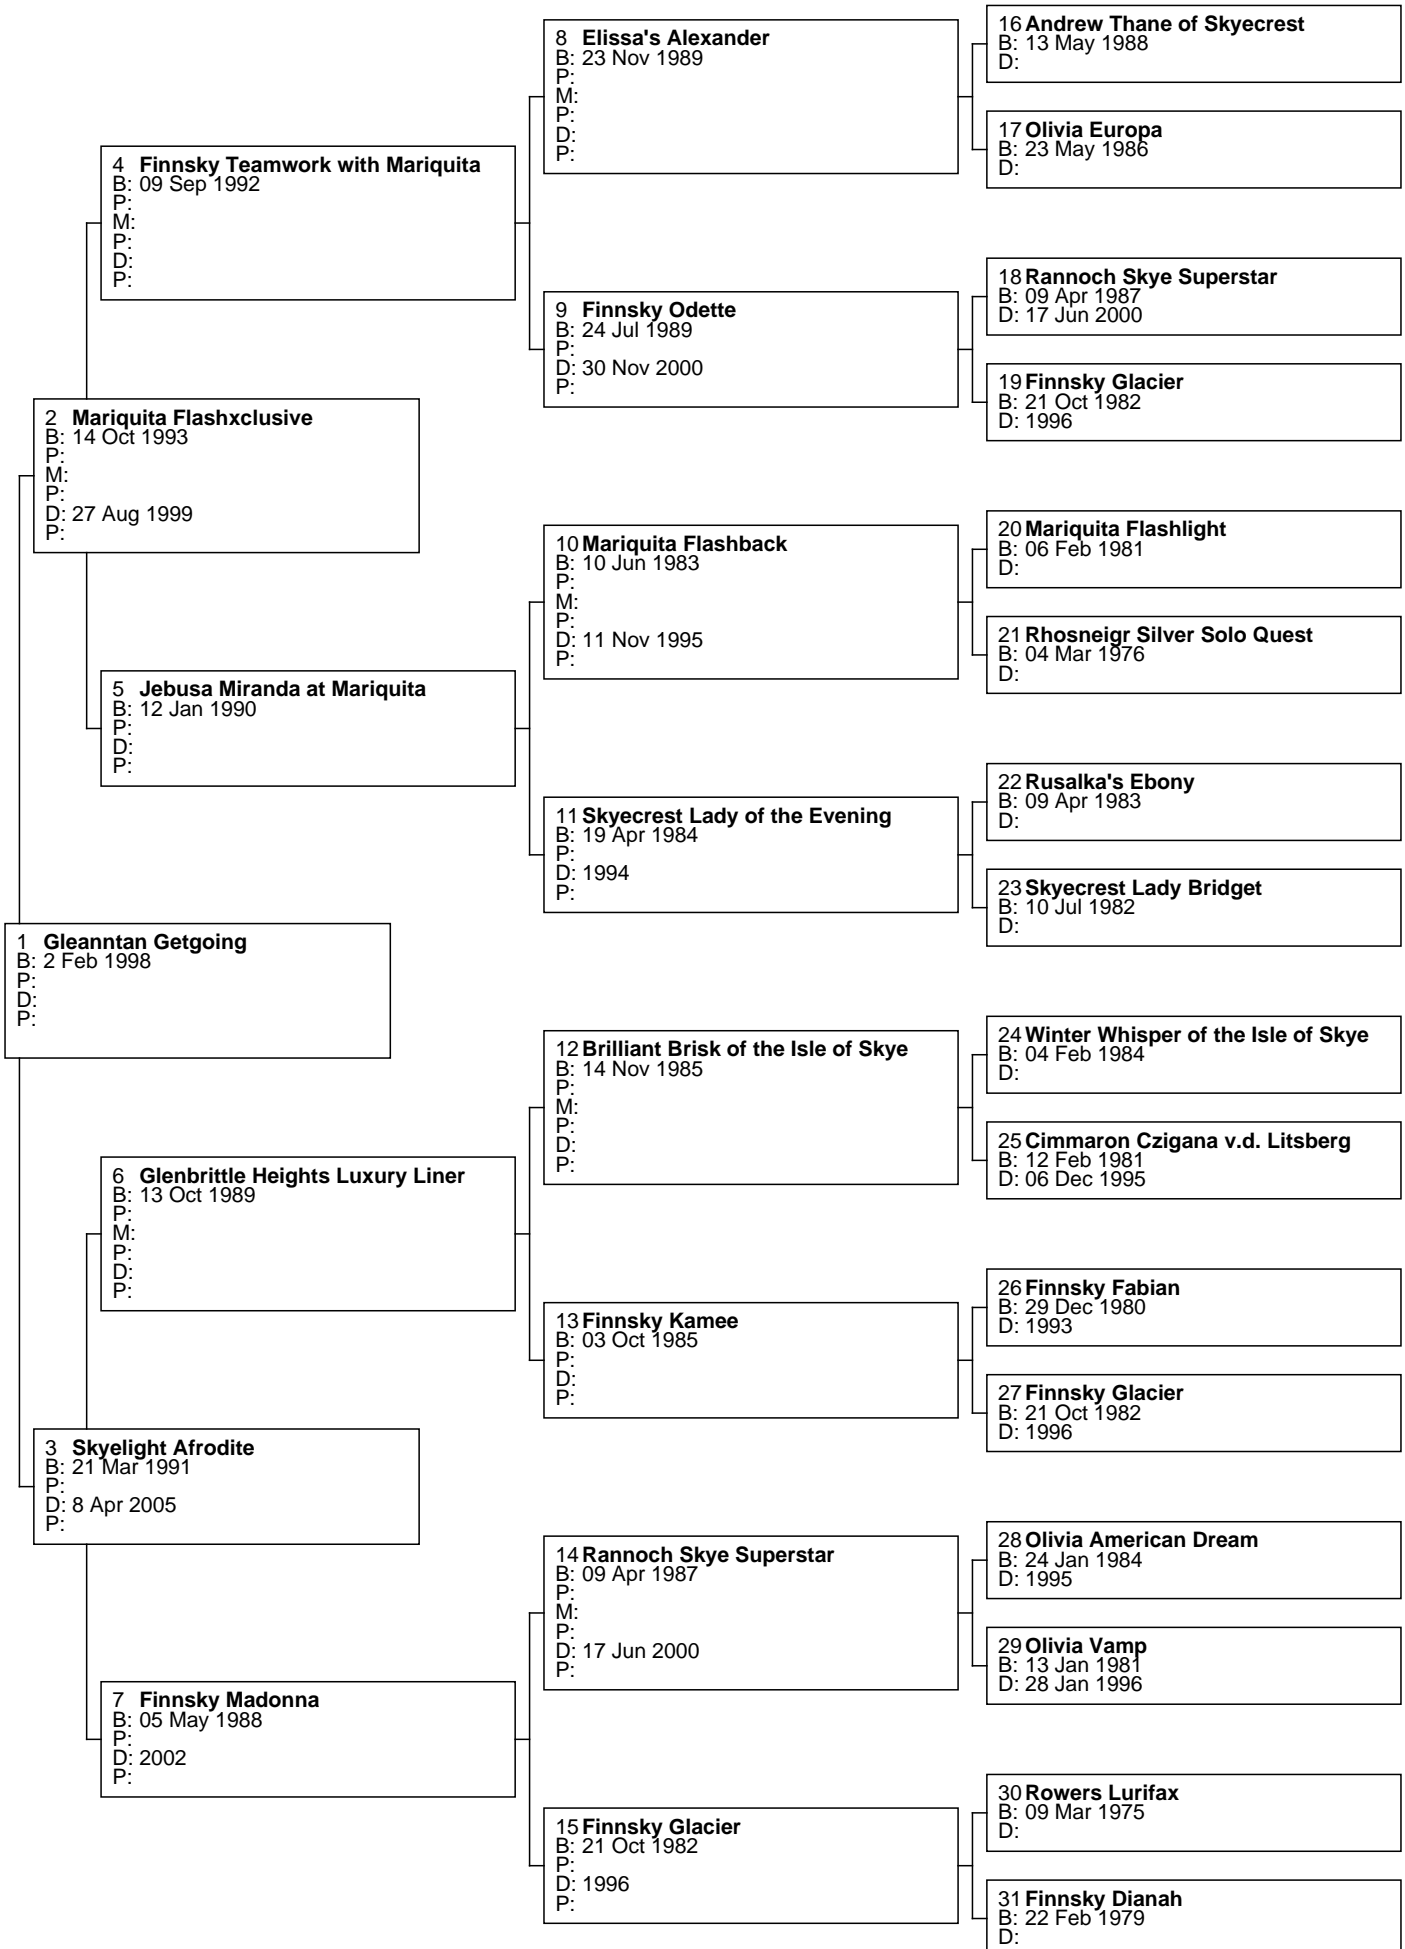 1 Gleanntan Getgoing
B: 2 Feb 1998
P:
D:
P:
2 Mariquita Flashxclusive
B: 14 Oct 1993
P:
M:
P:
D: 27 Aug 1999
P:
3 Skyelight Afrodite
B: 21 Mar 1991
P:
D: 8 Apr 2005
P:
4 Finnsky Teamwork with Mariquita
B: 09 Sep 1992
P:
M:
P:
D:
P:
5 Jebusa Miranda at Mariquita
B: 12 Jan 1990
P:
D:
P:
6 Glenbrittle Heights Luxury Liner
B: 13 Oct 1989
P:
M:
P:
D:
P:
7 Finnsky Madonna
B: 05 May 1988
P:
D: 2002
P:
8 Elissa's Alexander
B: 23 Nov 1989
P:
M:
P:
D:
P:
9 Finnsky Odette
B: 24 Jul 1989
P:
D: 30 Nov 2000
P:
10 Mariquita Flashback
B: 10 Jun 1983
P:
M:
P:
D: 11 Nov 1995
P:
11 Skyecrest Lady of the Evening
B: 19 Apr 1984
P:
D: 1994
P:
12 Brilliant Brisk of the Isle of Skye
B: 14 Nov 1985
P:
M:
P:
D:
P:
13 Finnsky Kamee
B: 03 Oct 1985
P:
D:
P:
14 Rannoch Skye Superstar
B: 09 Apr 1987
P:
M:
P:
D: 17 Jun 2000
P:
15 Finnsky Glacier
B: 21 Oct 1982
P:
D: 1996
P:
16 Andrew Thane of Skyecrest
B: 13 May 1988
D:
17 Olivia Europa
B: 23 May 1986
D:
18 Rannoch Skye Superstar
B: 09 Apr 1987
D: 17 Jun 2000
19 Finnsky Glacier
B: 21 Oct 1982
D: 1996
20 Mariquita Flashlight
B: 06 Feb 1981
D:
21 Rhosneigr Silver Solo Quest
B: 04 Mar 1976
D:
22 Rusalka's Ebony
B: 09 Apr 1983
D:
23 Skyecrest Lady Bridget
B: 10 Jul 1982
D:
24 Winter Whisper of the Isle of Skye
B: 04 Feb 1984
D:
25 Cimmaron Czigana v.d. Litsberg
B: 12 Feb 1981
D: 06 Dec 1995
26 Finnsky Fabian
B: 29 Dec 1980
D: 1993
27 Finnsky Glacier
B: 21 Oct 1982
D: 1996
28 Olivia American Dream
B: 24 Jan 1984
D: 1995
29 Olivia Vamp
B: 13 Jan 1981
D: 28 Jan 1996
30 Rowers Lurifax
B: 09 Mar 1975
D:
31 Finnsky Dianah
B: 22 Feb 1979
D: